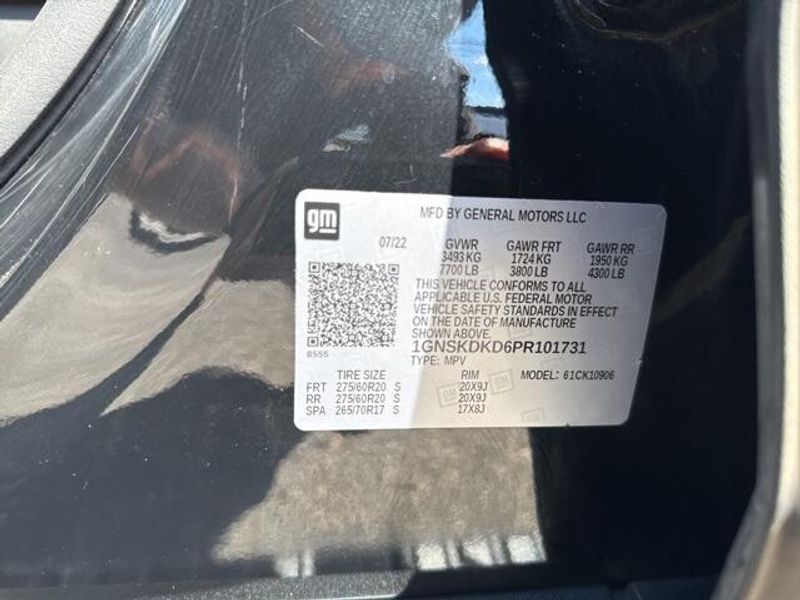 gm
MFD BY GENERAL MOTORS LLC
07/22 GVWR GAWR FRT GAWR RR
3493 KG 1724 KG 1950 KG
7700 LB 3800 LB 4300 LB
THIS VEHICLE CONFORMS TO ALL
APPLICABLE U.S. FEDERAL MOTOR
VEHICLE SAFETY STANDARDS IN EFFECT
ON THE DATE OF MANUFACTURE
SHOWN ABOVE.
1GNSKDKD6PR101731
8555
TYPE: MPV
TIRE SIZE RIM MODEL: 61CK10906
FRT 275/60R20 S 20X9J
RR 275/60R20 S 20X9J
SPA 265/70R17 S 17X8J